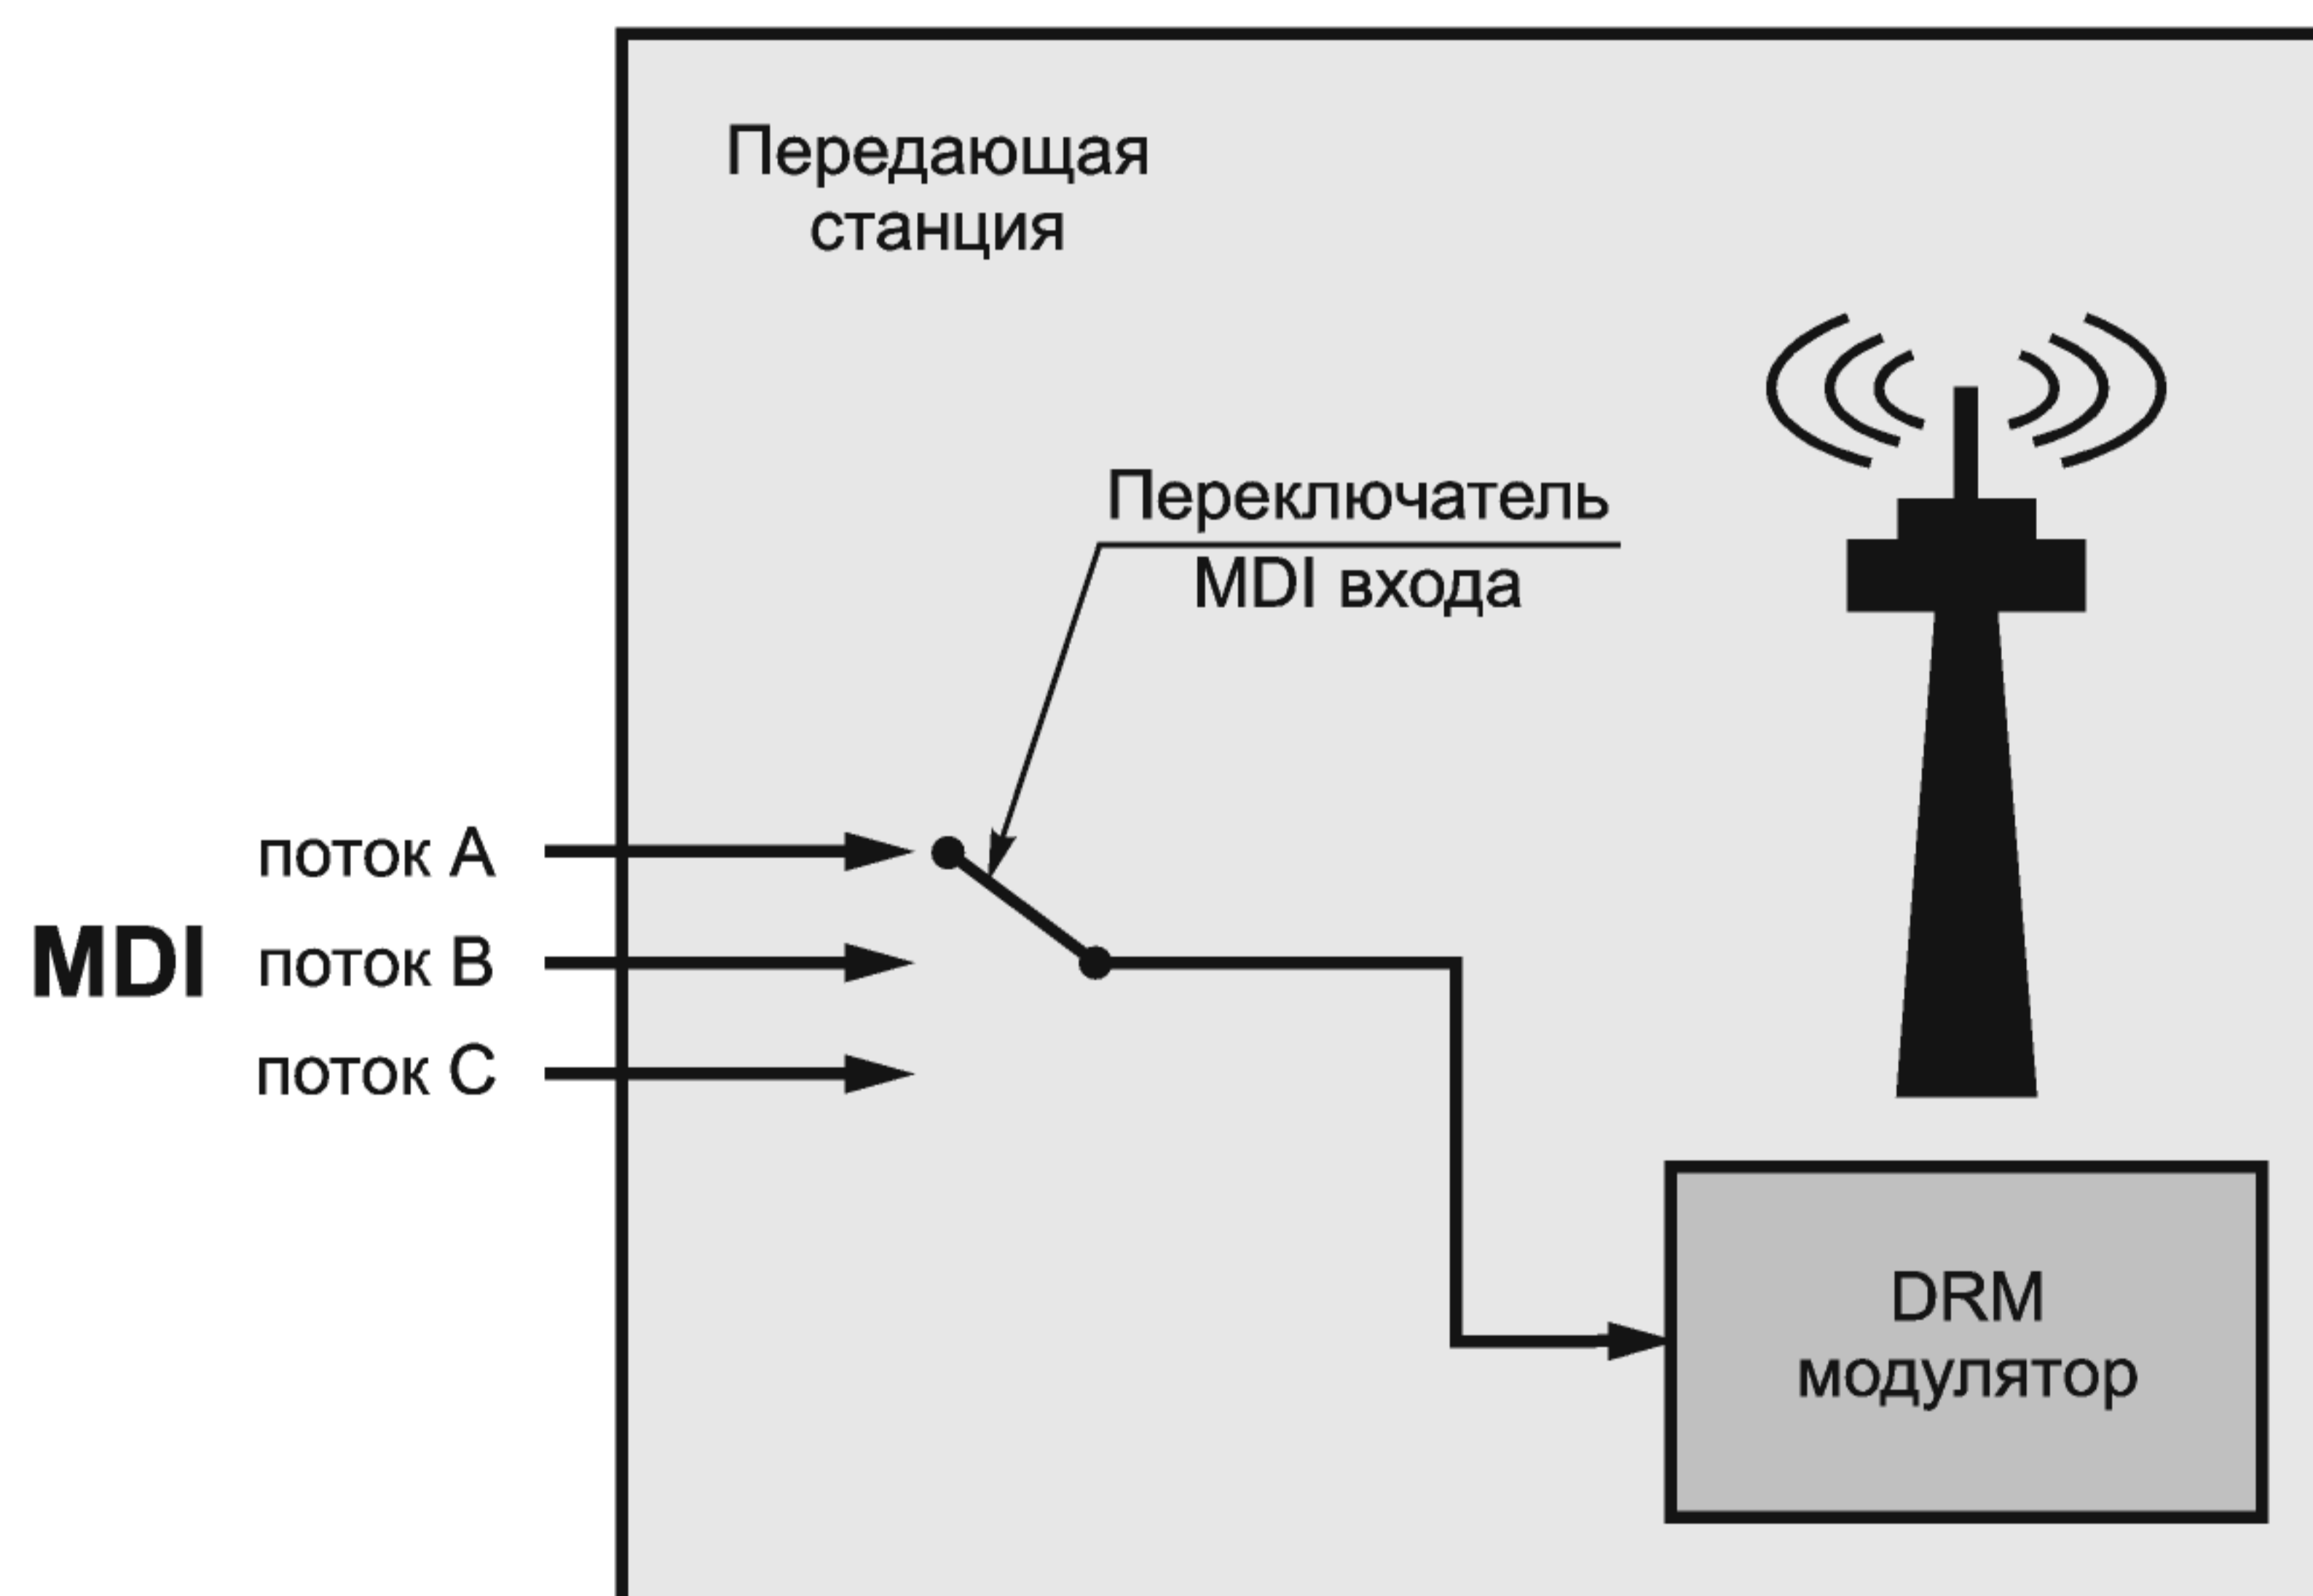 Передающая
станция
Переключатель
MDI входа
поток A
MDI поток B
поток C
DRM
модулятор